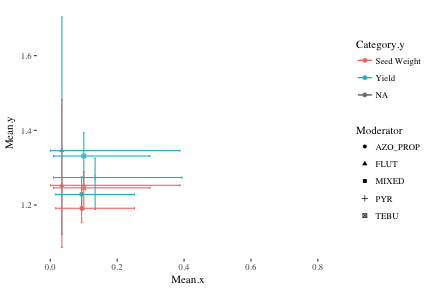 1.6
1.4
1.2
Mean.y
0.0 0.2 0.4 0.6 0.8
Mean.x
Category.y
Seed Weight
Yield
NA
Moderator
AZO_PROP
FLUT
MIXED
PYR
TEBU